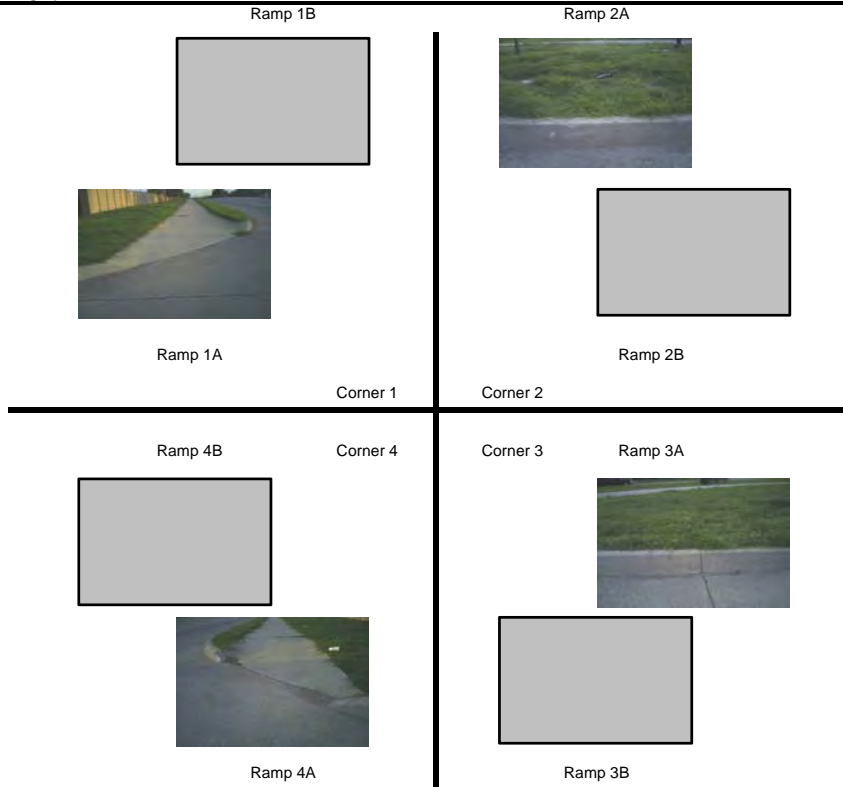 Ramp 1B
Ramp 2A
Ramp 1A
Ramp 2B
Corner 1
Corner 2
Ramp 4B
Corner 4
Corner 3
Ramp 3A
Ramp 4A
Ramp 3B